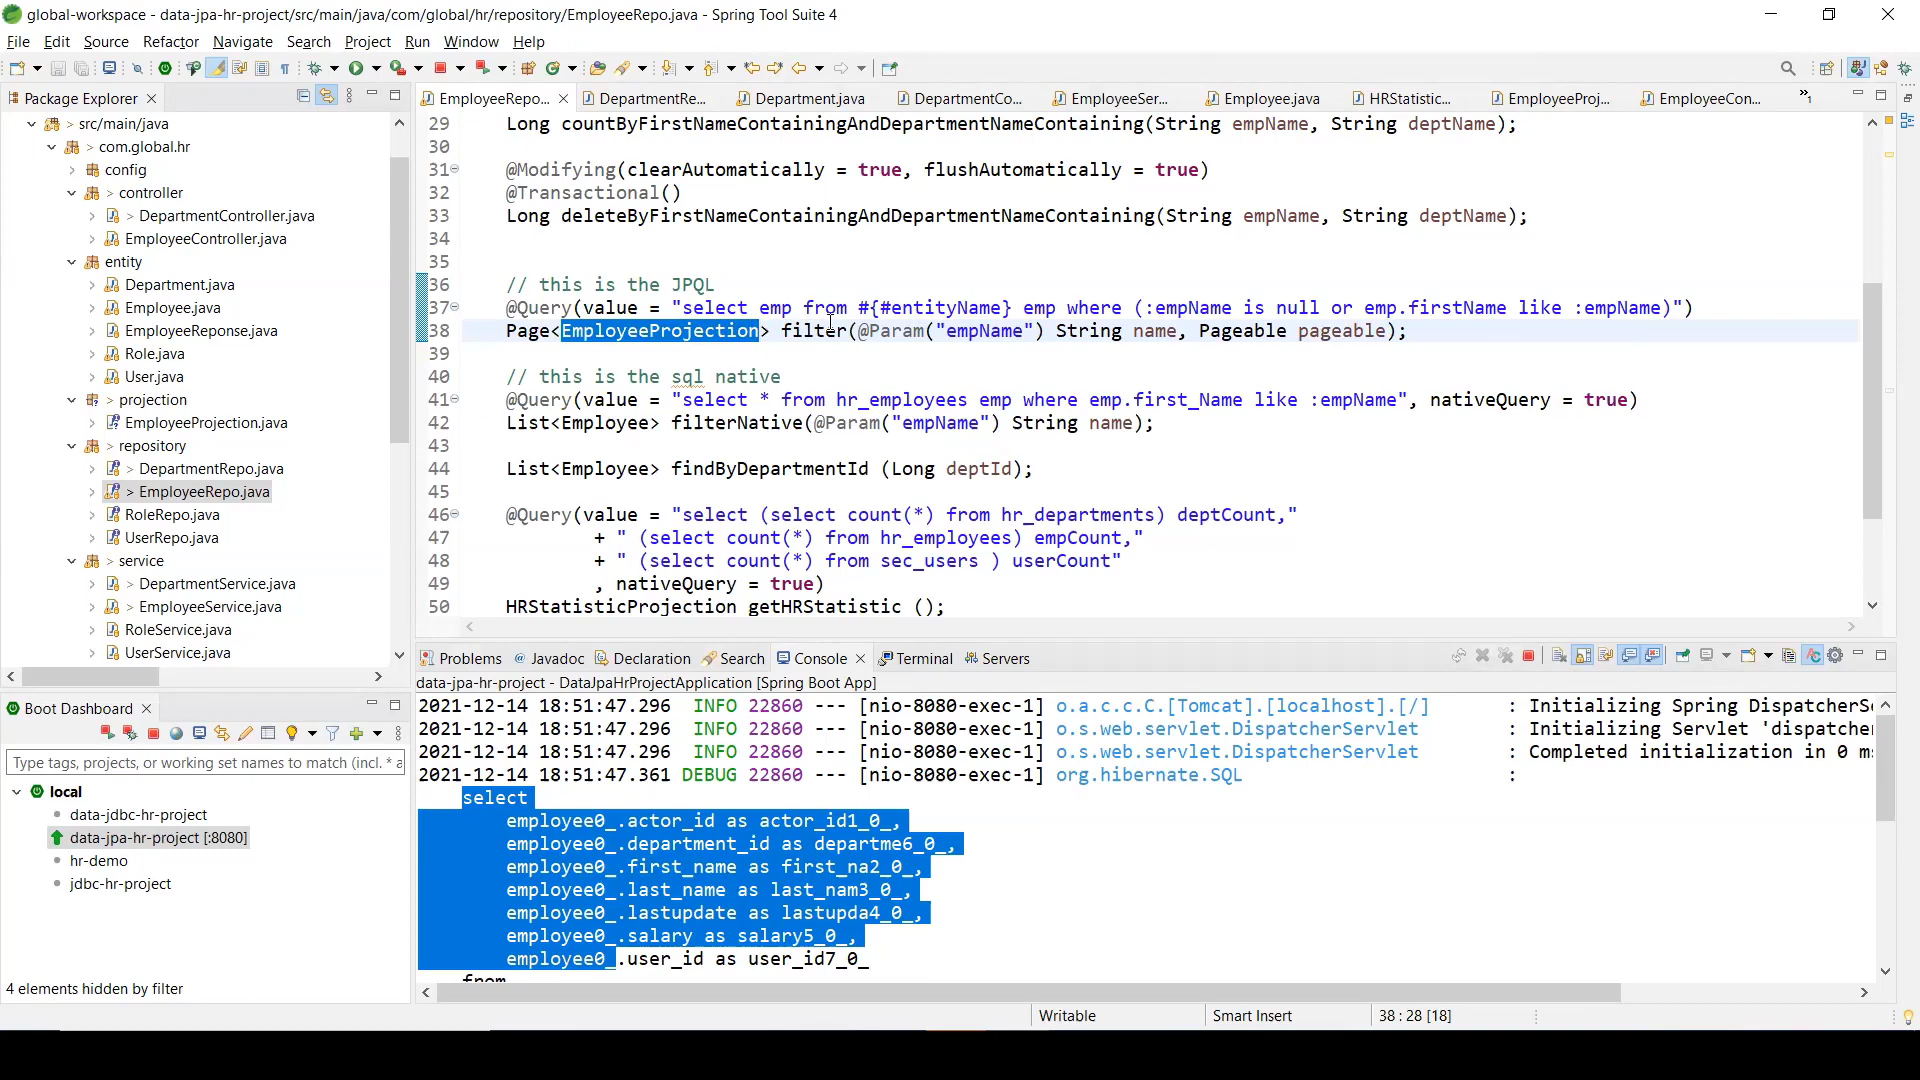 global-workspace - data-jpa-hr-project/src/main/java/com/global/hr/repository/EmployeeRepo.java - Spring Tool Suite 4
File Edit Source Refactor Navigate Search Project Run Window Help
Package Explorer
> src/main/java
> com.global.hr
config
> controller
> DepartmentController.java
EmployeeController.java
entity
Department.java
Employee.java
EmployeeReponse.java
Role.java
User.java
> projection
EmployeeProjection.java
> repository
> DepartmentRepo.java
> EmployeeRepo.java
RoleRepo.java
UserRepo.java
> service
> DepartmentService.java
> EmployeeService.java
RoleService.java
UserService.java
Boot Dashboard
Type tags, projects, or working set names to match (incl. * a
local
data-jdbc-hr-project
data-jpa-hr-project [:8080]
hr-demo
jdbc-hr-project
4 elements hidden by filter
EmployeeRepo... DepartmentRe... Department.java DepartmentCo... EmployeeSer... Employee.java HRStatistic... EmployeeProj... EmployeeCon... »1
29 Long countByFirstNameContainingAndDepartmentNameContaining(String empName, String deptName);
30
31 @Modifying(clearAutomatically = true, flushAutomatically = true)
32 @Transactional()
33 Long deleteByFirstNameContainingAndDepartmentNameContaining(String empName, String deptName);
34
35
36 // this is the JPQL
37 @Query(value = "select emp from #{#entityName} emp where (:empName is null or emp.firstName like :empName)")
38 Page<EmployeeProjection> filter(@Param("empName") String name, Pageable pageable);
39
40 // this is the sql native
41 @Query(value = "select * from hr_employees emp where emp.first_Name like :empName", nativeQuery = true)
42 List<Employee> filterNative(@Param("empName") String name);
43
44 List<Employee> findByDepartmentId (Long deptId);
45
46 @Query(value = "select (select count(*) from hr_departments) deptCount,"
47 + " (select count(*) from hr_employees) empCount,"
48 + " (select count(*) from sec_users ) userCount"
49 , nativeQuery = true)
50 HRStatisticProjection getHRStatistic ();
Problems Javadoc Declaration Search Console Terminal Servers
data-jpa-hr-project - DataJpaHrProjectApplication [Spring Boot App]
2021-12-14 18:51:47.296 INFO 22860 --- [nio-8080-exec-1] o.a.c.c.C.[Tomcat].[localhost].[/] : Initializing Spring DispatcherSe
2021-12-14 18:51:47.296 INFO 22860 --- [nio-8080-exec-1] o.s.web.servlet.DispatcherServlet : Initializing Servlet 'dispatcher
2021-12-14 18:51:47.296 INFO 22860 --- [nio-8080-exec-1] o.s.web.servlet.DispatcherServlet : Completed initialization in 0 ms
2021-12-14 18:51:47.361 DEBUG 22860 --- [nio-8080-exec-1] org.hibernate.SQL :
select
employee0_.actor_id as actor_id1_0_,
employee0_.department_id as departme6_0_,
employee0_.first_name as first_na2_0_,
employee0_.last_name as last_nam3_0_,
employee0_.lastupdate as lastupda4_0_,
employee0_.salary as salary5_0_,
employee0_.user_id as user_id7_0_
from
Writable Smart Insert 38 : 28 [18]